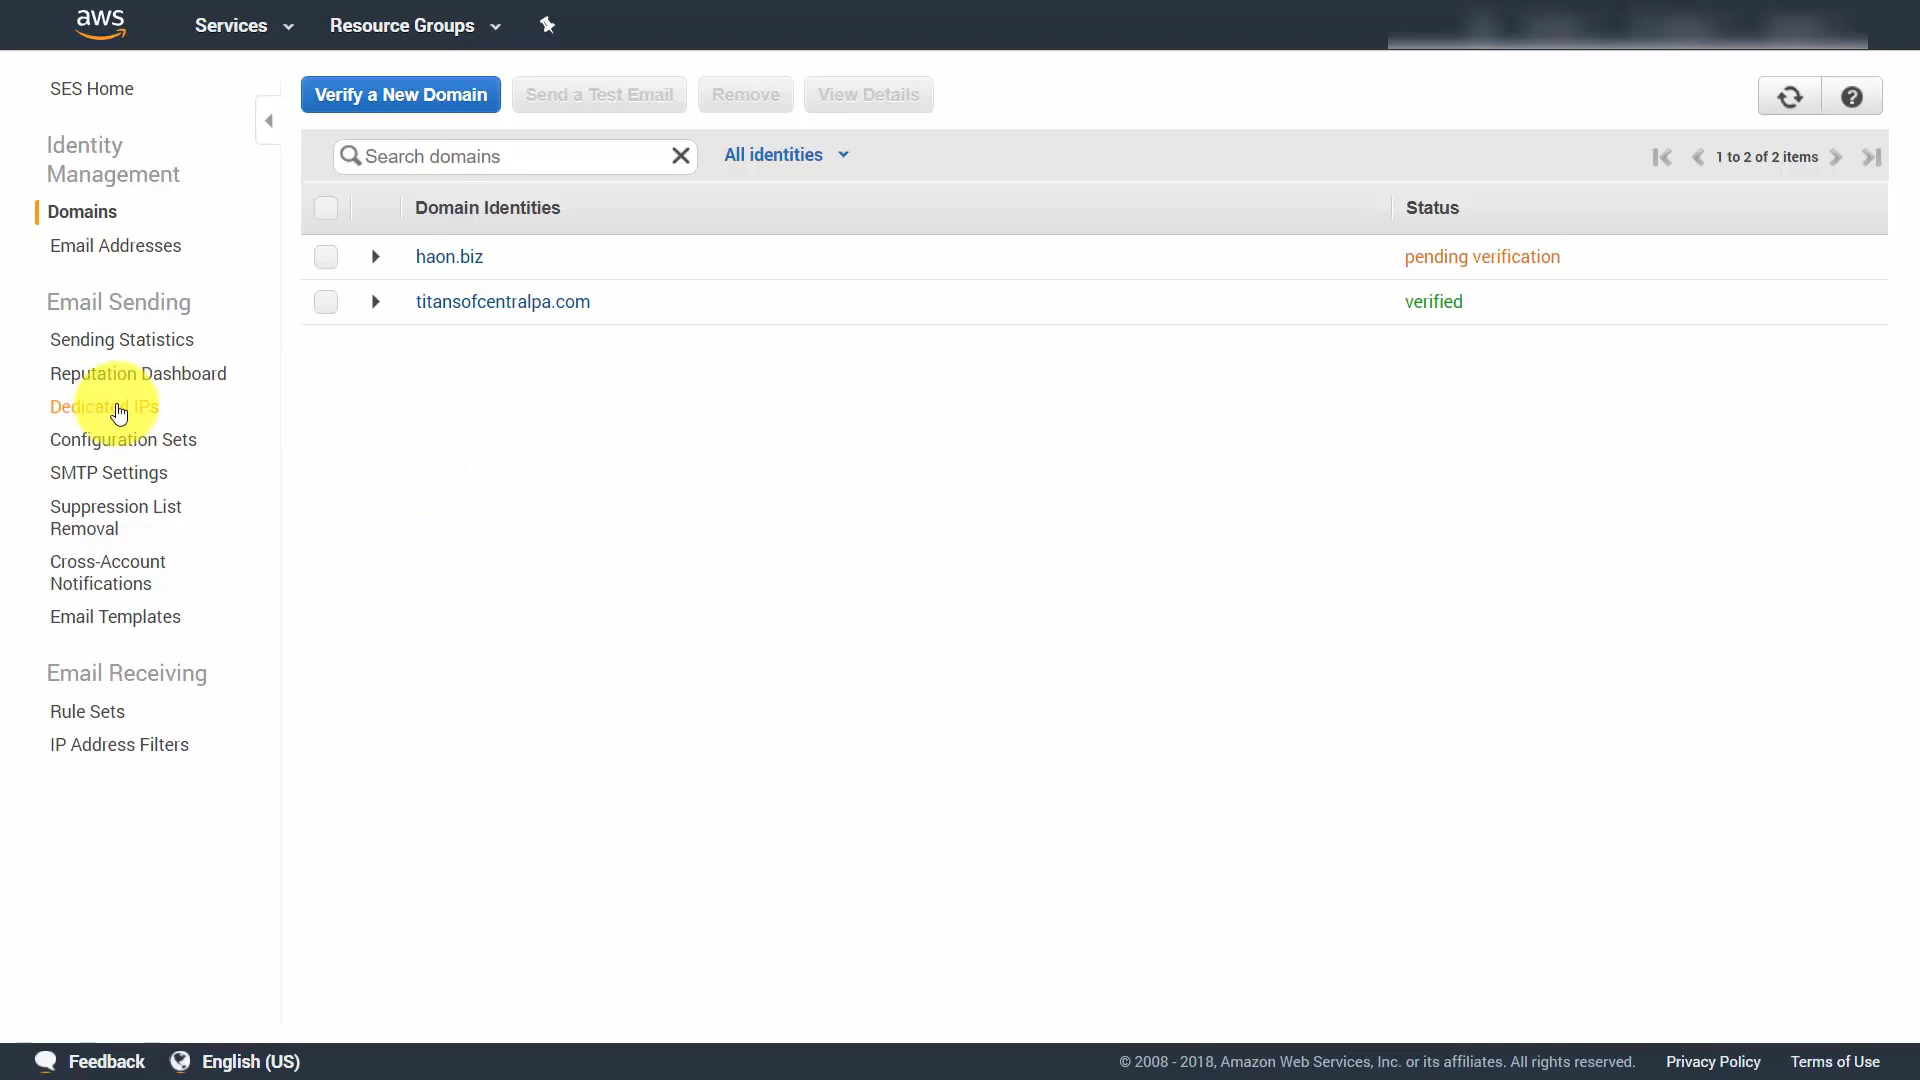 aws
Services
Resource Groups
SES Home
Identity
Management
Domains
Email Addresses
Email Sending
Sending Statistics
Reputation Dashboard
Dedicated IPs
Configuration Sets
SMTP Settings
Suppression List
Removal
Cross-Account
Notifications
Email Templates
Email Receiving
Rule Sets
IP Address Filters
Verify a New Domain
Send a Test Email
Remove
View Details
Search domains
All identities
1 to 2 of 2 items
Domain Identities
Status
haon.biz
pending verification
titansofcentralpa.com
verified
Feedback
English (US)
© 2008 - 2018, Amazon Web Services, Inc. or its affiliates. All rights reserved.
Privacy Policy
Terms of Use